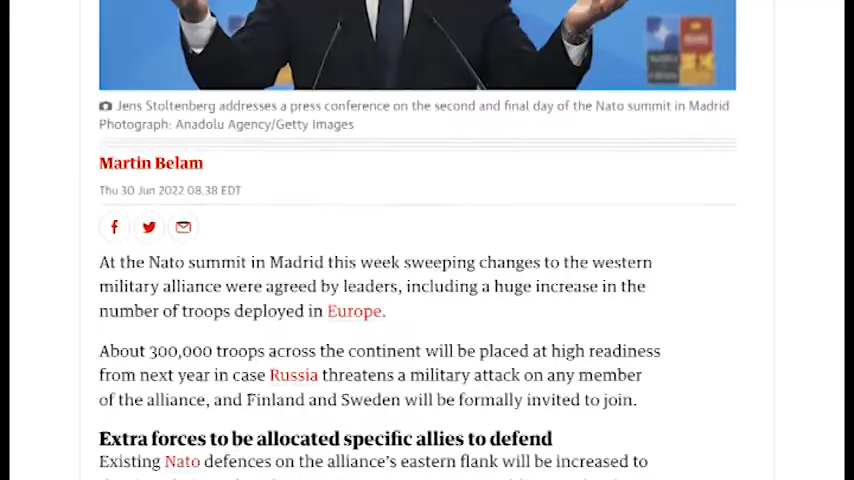 Jens Stoltenberg addresses a press conference on the second and final day of the Nato summit in Madrid
Photograph: Anadolu Agency/Getty Images
Martin Belam
Thu 30 Jun 2022 08.38 EDT
At the Nato summit in Madrid this week sweeping changes to the western
military alliance were agreed by leaders, including a huge increase in the
number of troops deployed in Europe.
About 300,000 troops across the continent will be placed at high readiness
from next year in case Russia threatens a military attack on any member
of the alliance, and Finland and Sweden will be formally invited to join.
Extra forces to be allocated specific allies to defend
Existing Nato defences on the alliance's eastern flank will be increased to